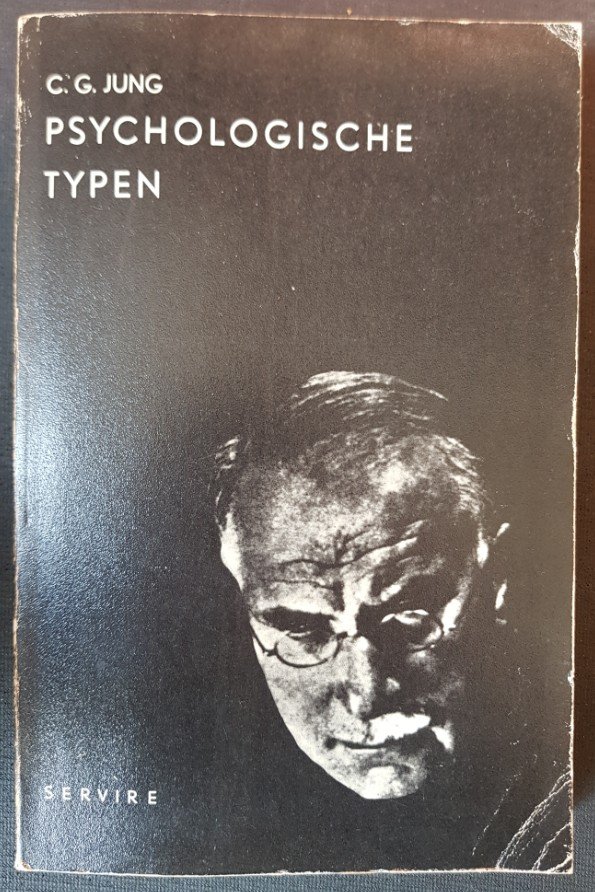 C. G. JUNG
PSYCHOLOGISCHE
TYPEN
SERVIRE